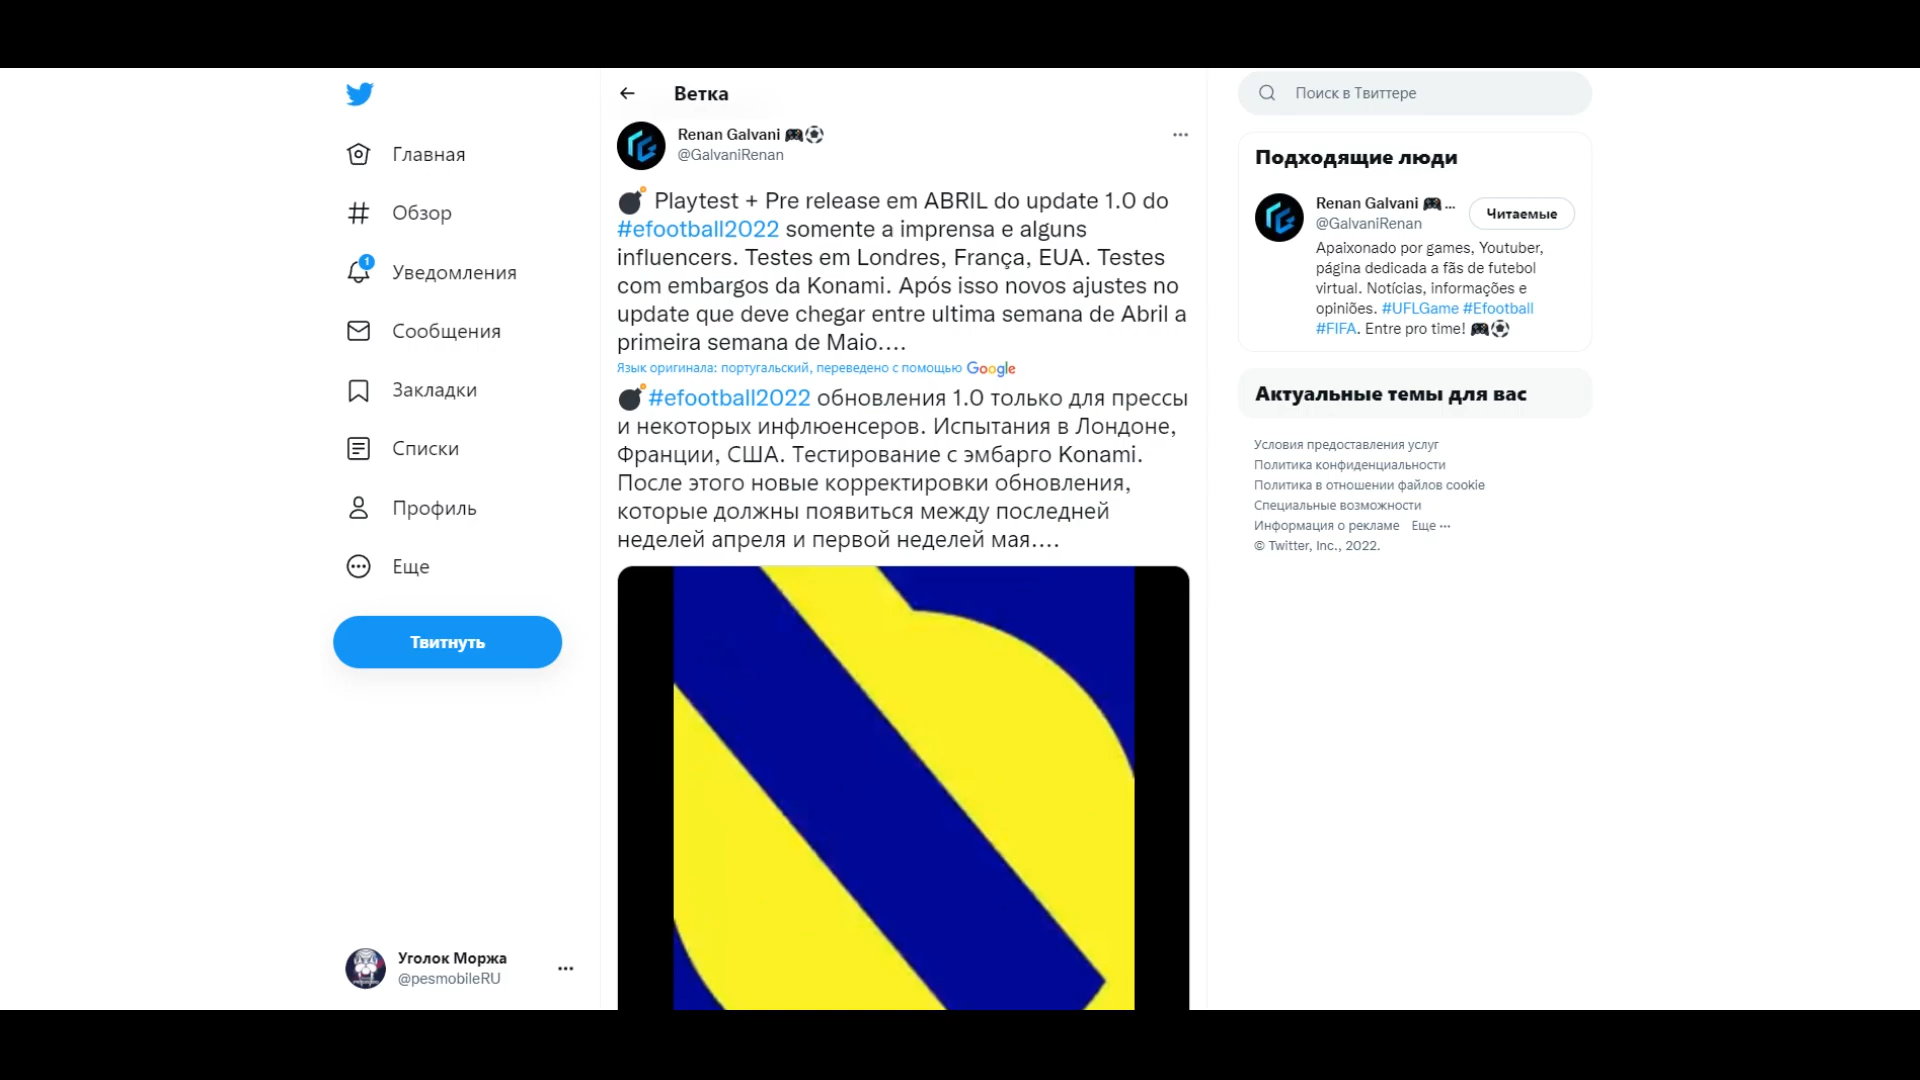 Главная
Обзор
1
Уведомления
Сообщения
Закладки
Списки
Профиль
Еще
Твитнуть
Уголок Моржа
@pesmobileRU
Ветка
Renan Galvani 🎮⚽
@GalvaniRenan
💣 Playtest + Pre release em ABRIL do update 1.0 do
#efootball2022 somente a imprensa e alguns
influencers. Testes em Londres, França, EUA. Testes
com embargos da Konami. Após isso novos ajustes no
update que deve chegar entre ultima semana de Abril a
primeira semana de Maio....
Язык оригинала: португальский, переведено с помощью Google
💣 #efootball2022 обновления 1.0 только для прессы
и некоторых инфлюенсеров. Испытания в Лондоне,
Франции, США. Тестирование с эмбарго Konami.
После этого новые корректировки обновления,
которые должны появиться между последней
неделей апреля и первой неделей мая....
Поиск в Твиттере
Подходящие люди
Renan Galvani 🎮 ...
@GalvaniRenan
Читаемые
Apaixonado por games, Youtuber,
página dedicada a fãs de futebol
virtual. Notícias, informações e
opiniões. #UFLGame #Efootball
#FIFA. Entre pro time! 🎮⚽
Актуальные темы для вас
Условия предоставления услуг
Политика конфиденциальности
Политика в отношении файлов cookie
Специальные возможности
Информация о рекламе Еще ···
© Twitter, Inc., 2022.